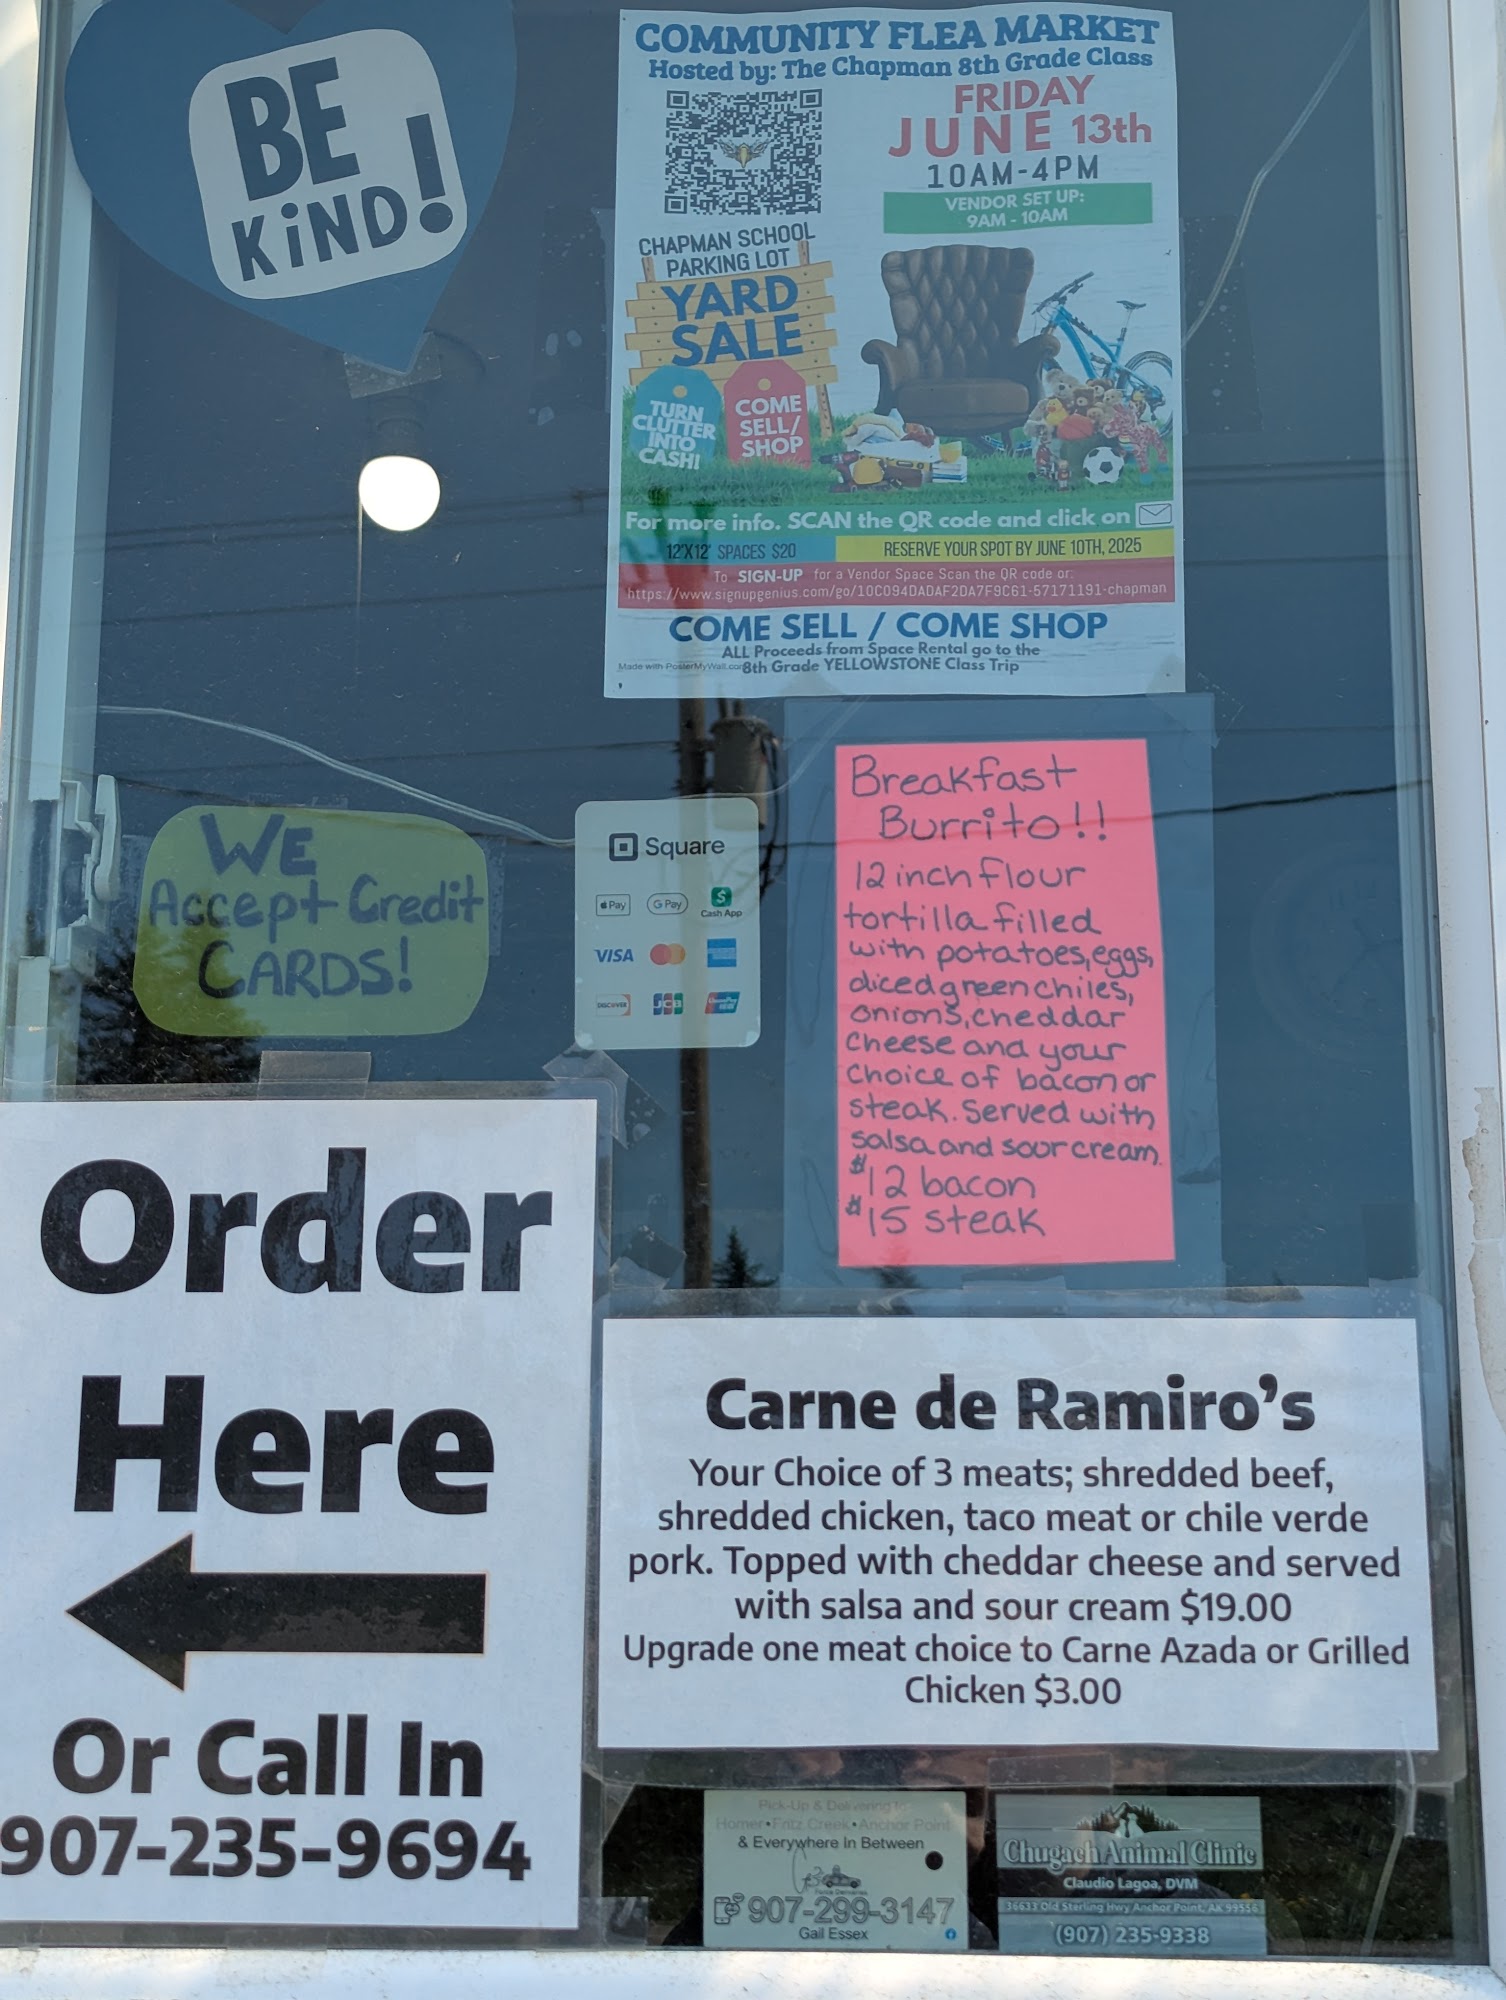 BE
KiND!
COMMUNITY FLEA MARKET
Hosted by: The Chapman 8th Grade Class
FRIDAY
JUNE 13th
10AM-4PM
VENDOR SET UP:
9AM - 10AM
CHAPMAN SCHOOL
PARKING LOT
YARD
SALE
TURN
CLUTTER
INTO
CASH!
COME
SELL/
SHOP
For more info. SCAN the QR code and click on
12'X12' SPACES $20
RESERVE YOUR SPOT BY JUNE 10TH, 2025
To SIGN-UP for a Vendor Space Scan the QR code or:
https://www.signupgenius.com/go/10C094DADAF2DA7F9C61-57171191-chapman
COME SELL / COME SHOP
ALL Proceeds from Space Rental go to the
8th Grade YELLOWSTONE Class Trip
Made with PosterMyWall.com
WE
Accept Credit
CARDS!
Square
Pay
G Pay
Cash App
VISA
DISCOVER
JCB
UnionPay
Breakfast
Burrito!!
12 inch flour
tortilla filled
with potatoes, eggs,
diced green chiles,
onions, cheddar
cheese and your
choice of bacon or
steak. Served with
salsa and sour cream.
$12 bacon
$15 steak
Order
Here
Or Call In
907-235-9694
Carne de Ramiro's
Your Choice of 3 meats; shredded beef,
shredded chicken, taco meat or chile verde
pork. Topped with cheddar cheese and served
with salsa and sour cream $19.00
Upgrade one meat choice to Carne Azada or Grilled
Chicken $3.00
Pick-Up & Delivering to
Homer•Fritz Creek•Anchor Point
& Everywhere In Between
907-299-3147
Gail Essex
Chugach Animal Clinic
Claudio Lagoa, DVM
36633 Old Sterling Hwy Anchor Point, AK 99556
(907) 235-9338